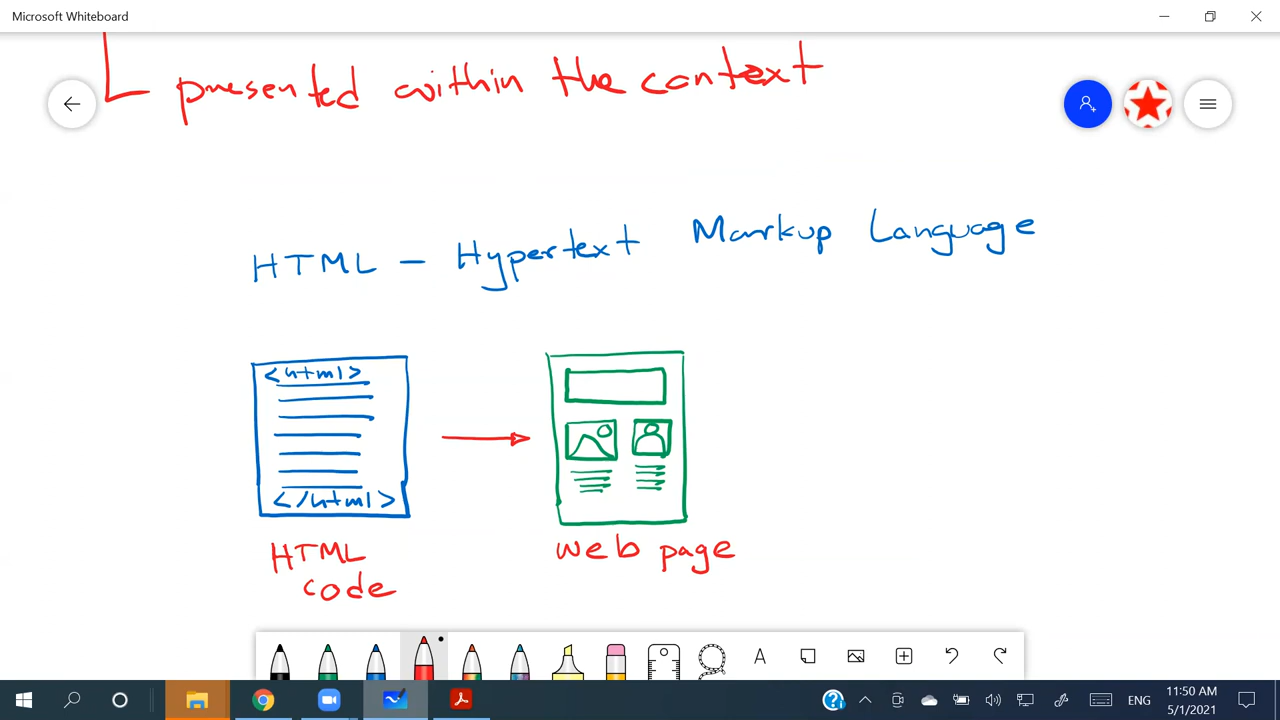 Microsoft Whiteboard
presented within the context
HTML - Hypertext Markup Language
<html>
</html>
HTML
code
web page
A
ENG
11:50 AM
5/1/2021